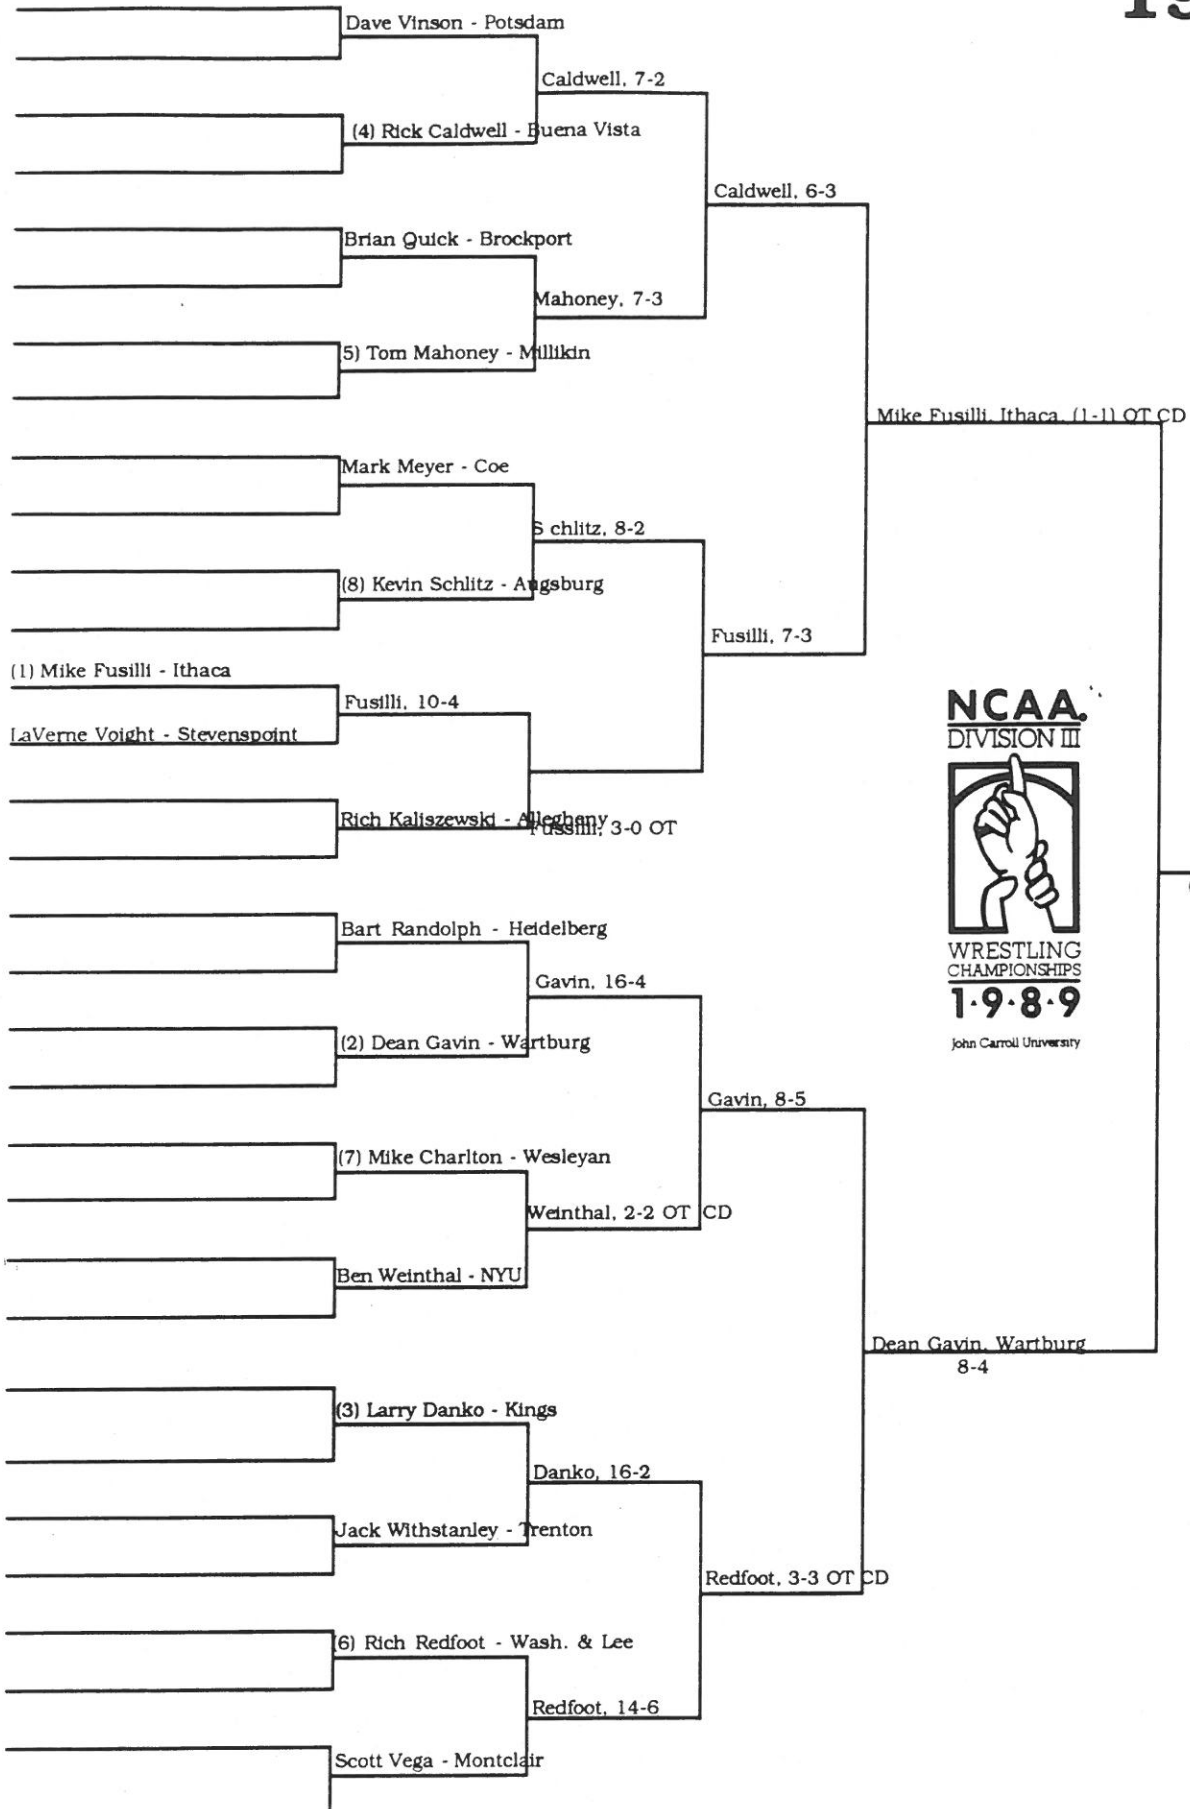 19
Dave Vinson - Potsdam
Caldwell, 7-2
(4) Rick Caldwell - Buena Vista
Caldwell, 6-3
Brian Quick - Brockport
Mahoney, 7-3
5) Tom Mahoney - Millikin
Mike Fusilli, Ithaca, (1-1) OT CD
Mark Meyer - Coe
S chlitz, 8-2
(8) Kevin Schlitz - Augsburg
Fusilli, 7-3
(1) Mike Fusilli - Ithaca
Fusilli, 10-4
LaVerne Voight - Stevenspoint
Rich Kaliszewski - Allegheny
Fussilli, 3-0 OT
NCAA.
DIVISION III
WRESTLING
CHAMPIONSHIPS
1·9·8·9
John Carroll University
Bart Randolph - Heidelberg
Gavin, 16-4
(2) Dean Gavin - Wartburg
Gavin, 8-5
(7) Mike Charlton - Wesleyan
Weinthal, 2-2 OT CD
Ben Weinthal - NYU
Dean Gavin, Wartburg
8-4
(3) Larry Danko - Kings
Danko, 16-2
Jack Withstanley - Trenton
Redfoot, 3-3 OT CD
(6) Rich Redfoot - Wash. & Lee
Redfoot, 14-6
Scott Vega - Montclair